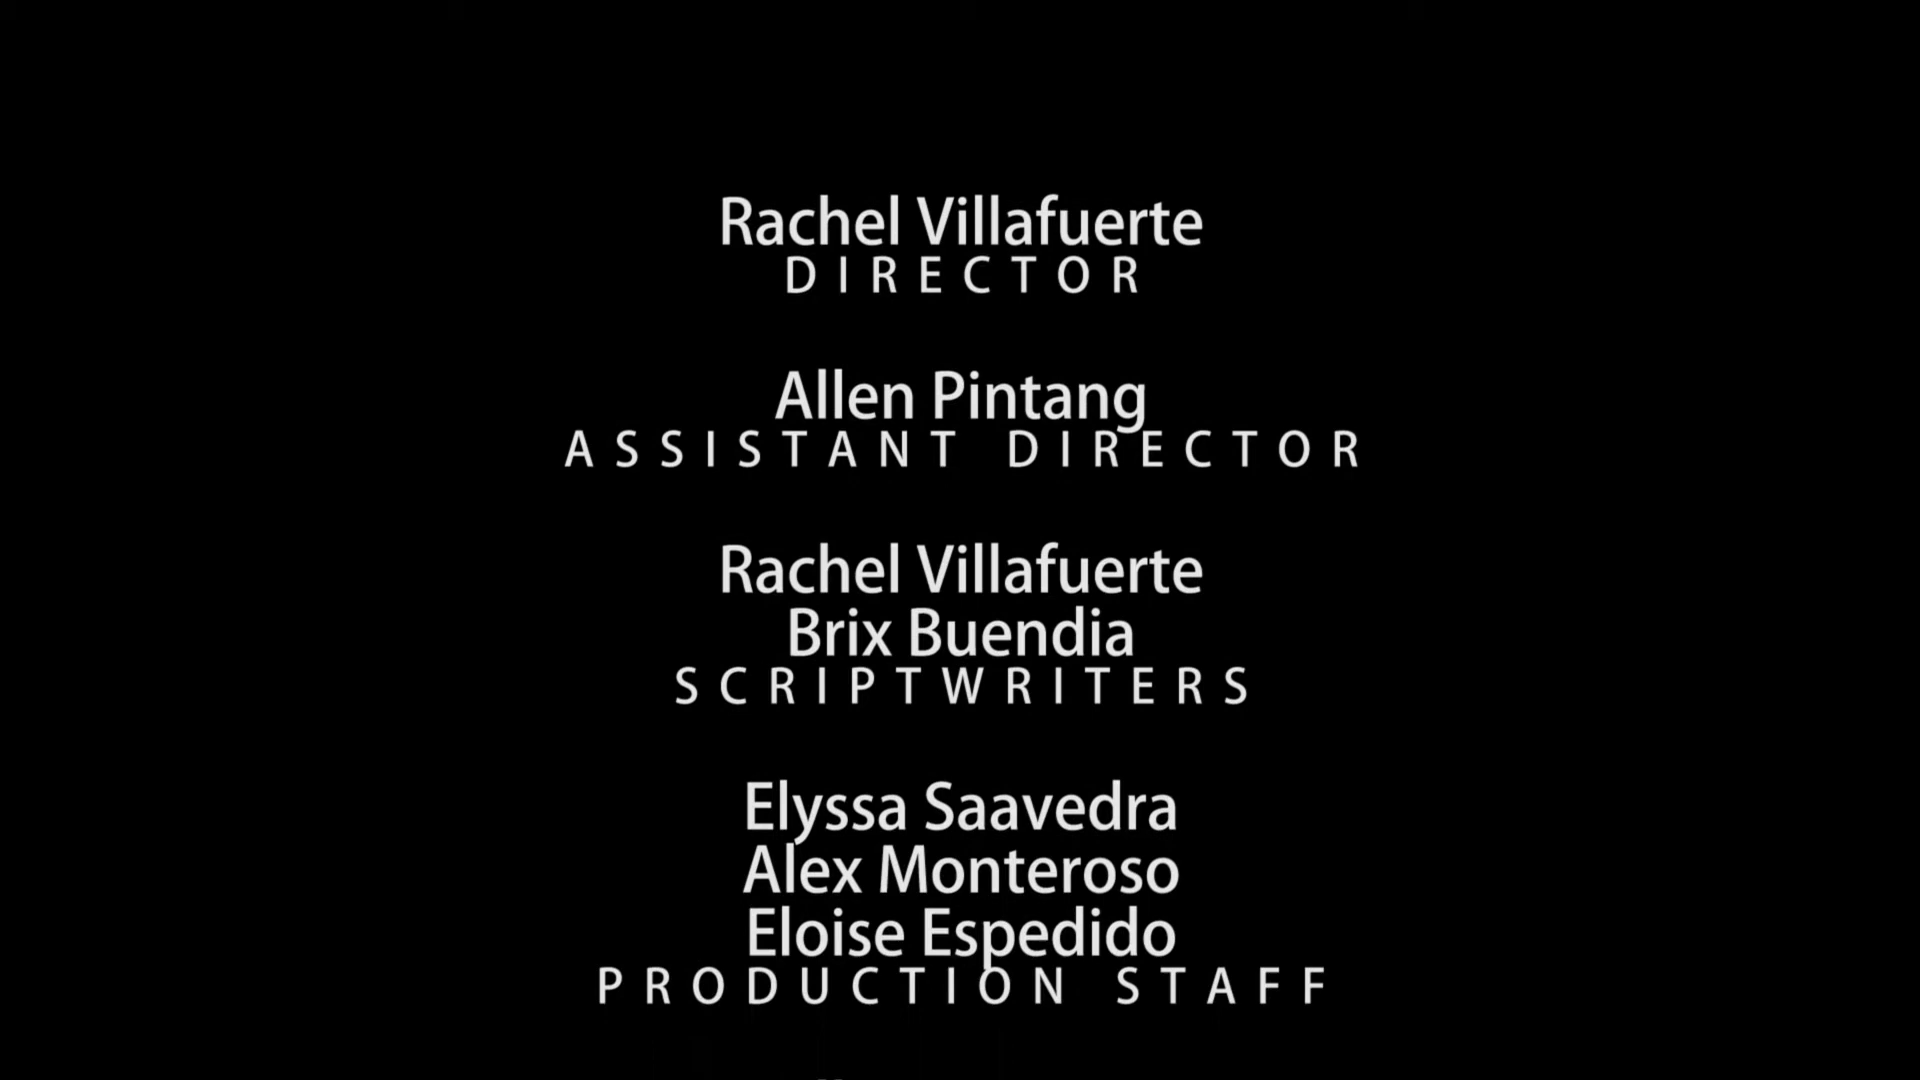 Rachel Villafuerte
DIRECTOR
Allen Pintang
ASSISTANT DIRECTOR
Rachel Villafuerte
Brix Buendia
SCRIPTWRITERS
Elyssa Saavedra
Alex Monteroso
Eloise Espedido
PRODUCTION STAFF